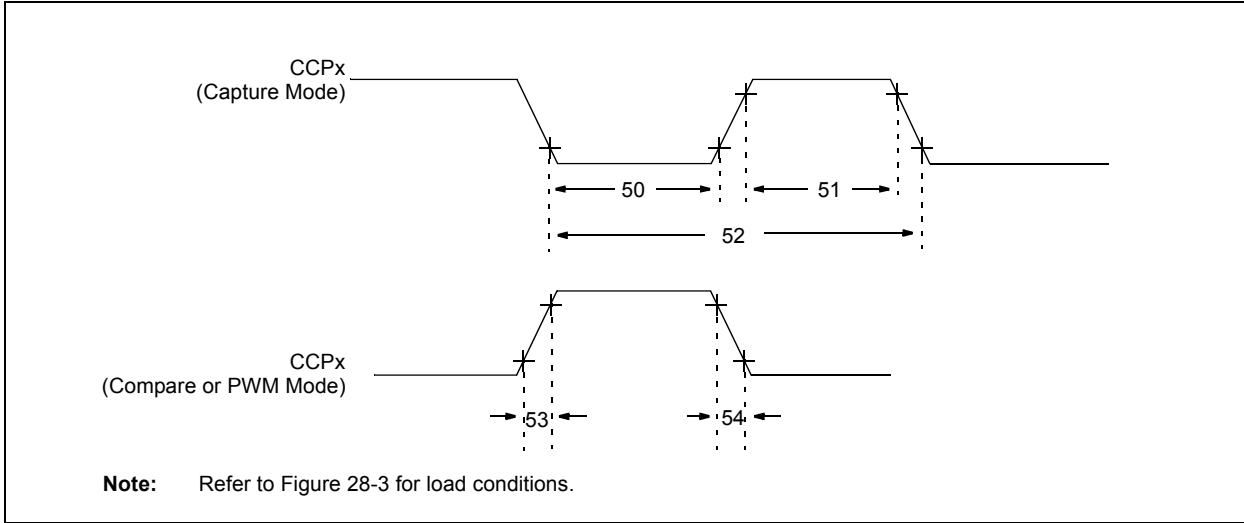 CCPx
(Capture Mode)
50
51
52
CCPx
(Compare or PWM Mode)
53
54
Note: Refer to Figure 28-3 for load conditions.